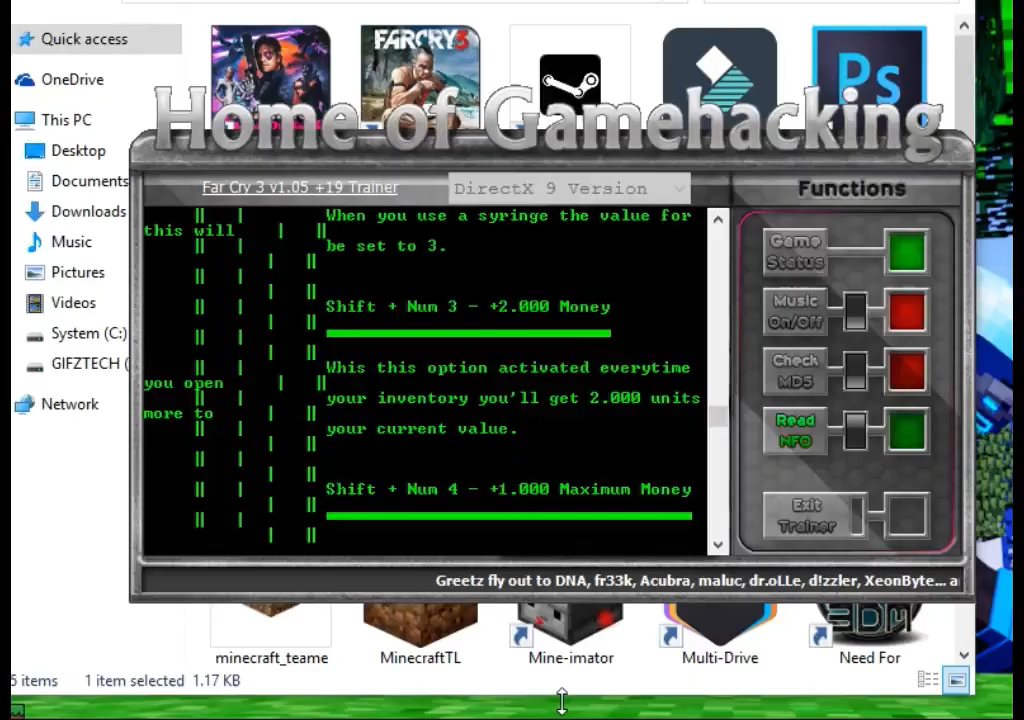 Quick access
OneDrive
This PC
Desktop
Documents
Downloads
Music
Pictures
Videos
System (C:)
GIFZTECH (
Network
FARCRY 3
Ps
Home of Gamehacking
Far Cry 3 v1.05 +19 Trainer
DirectX 9 Version
Functions
When you use a syringe the value for
this will
be set to 3.
Shift + Num 3 - +2.000 Money
Whis this option activated everytime
you open
your inventory you'll get 2.000 units
more to
your current value.
Shift + Num 4 - +1.000 Maximum Money
Game
Status
Music
On/Off
Check
MD5
Read
NFO
Exit
Trainer
Greetz fly out to DNA, fr33k, Acubra, maluc, dr.oLLe, d!zzler, XeonByte... a
EDM
minecraft_teame
MinecraftTL
Mine-imator
Multi-Drive
Need For
5 items
1 item selected 1.17 KB